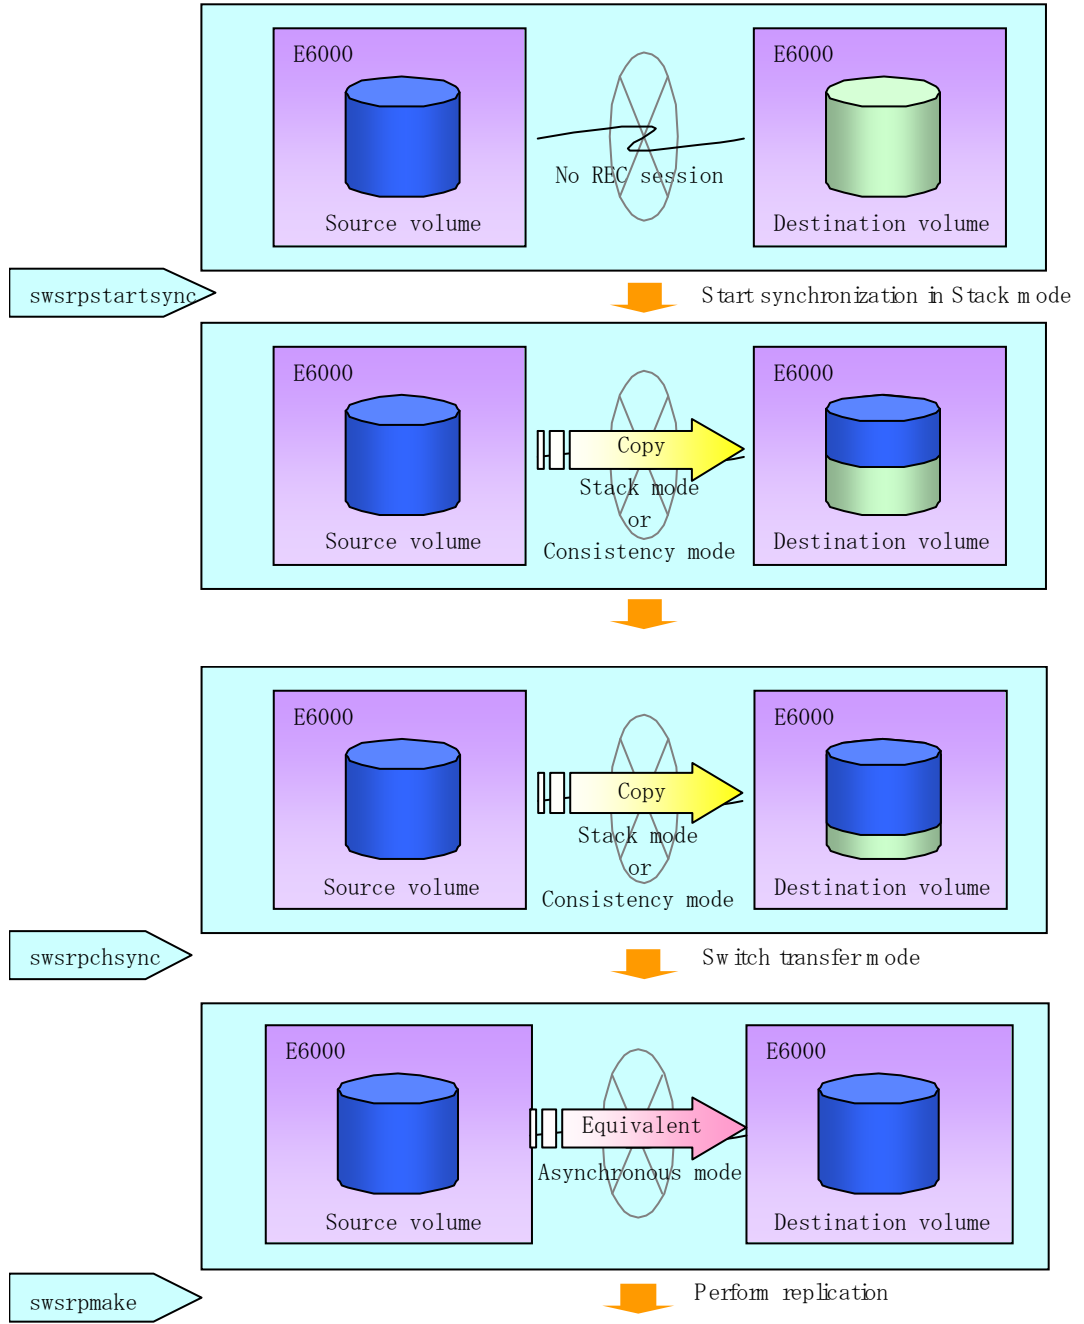 E6000
E6000
No REC session
Source volume
Destination volume
swsrpstartsync
Start synchronization in Stack mode
E6000
E6000
Copy
Stack mode
or
Consistency mode
Source volume
Destination volume
E6000
E6000
Copy
Stack mode
or
Consistency mode
Source volume
Destination volume
swsrpchsync
Switch transfer mode
E6000
E6000
Equivalent
Asynchronous mode
Source volume
Destination volume
swsrpmake
Perform replication